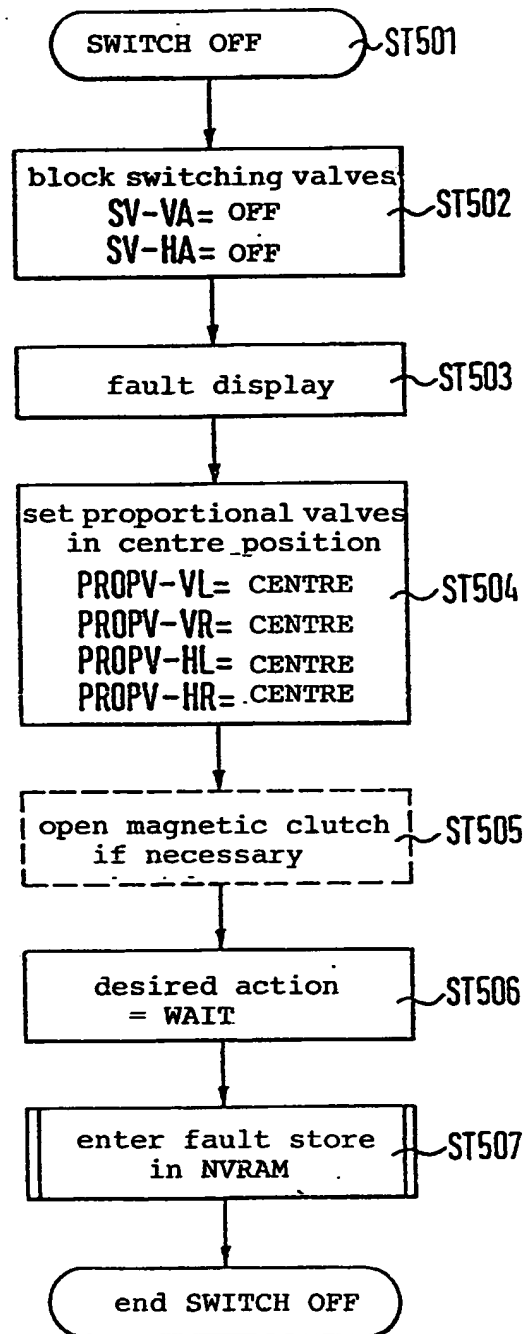 SWITCH OFF
ST501
block switching valves
SV-VA= OFF
SV-HA= OFF
ST502
fault display
ST503
set proportional valves
in centre position
PROPV-VL= CENTRE
PROPV-VR= CENTRE
PROPV-HL= CENTRE
PROPV-HR= CENTRE
ST504
open magnetic clutch
if necessary
ST505
desired action
= WAIT
ST506
enter fault store
in NVRAM
ST507
end SWITCH OFF